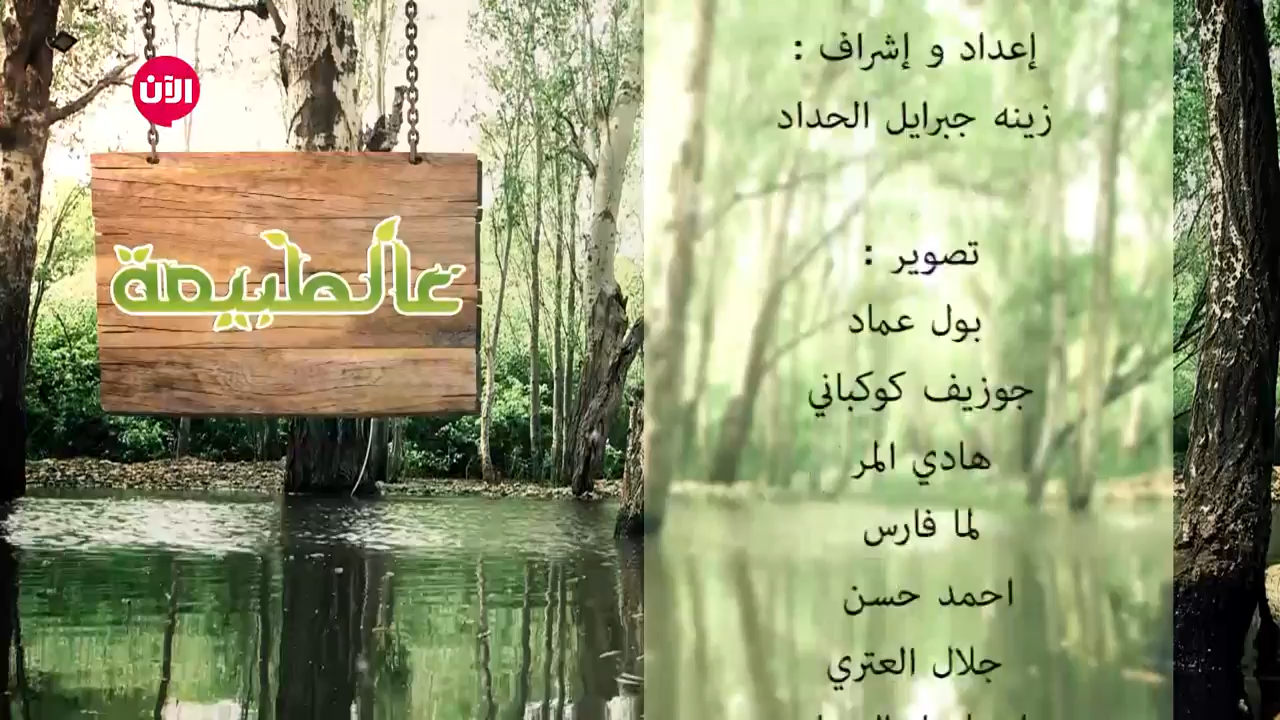 الآن
عالطبيعة
إعداد و إشراف :
زينه جبرايل الحداد
تصوير :
بول عماد
جوزيف كوكباني
هادي المر
لما فارس
احمد حسن
جلال العتري